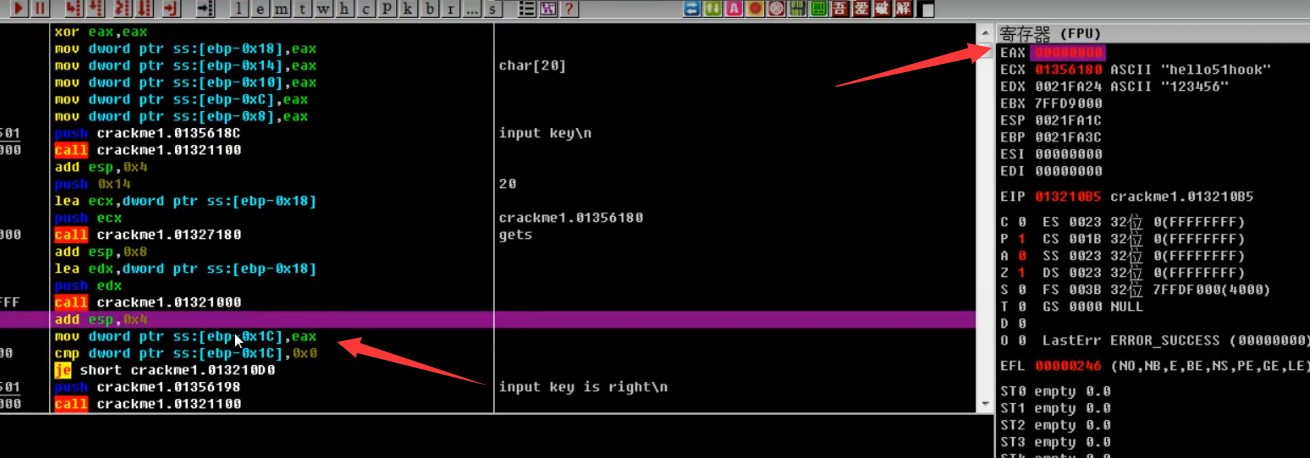 l e m t w h c p k b r ... s ?
吾 爱 破 解
xor eax,eax
mov dword ptr ss:[ebp-0x18],eax
mov dword ptr ss:[ebp-0x14],eax char[20]
mov dword ptr ss:[ebp-0x10],eax
mov dword ptr ss:[ebp-0xC],eax
mov dword ptr ss:[ebp-0x8],eax
501 push crackme1.0135618C input key\n
000 call crackme1.01321100
add esp,0x4
push 0x14 20
lea ecx,dword ptr ss:[ebp-0x18]
push ecx crackme1.01356180
000 call crackme1.01327180 gets
add esp,0x8
lea edx,dword ptr ss:[ebp-0x18]
push edx
FFF call crackme1.01321000
add esp,0x4
mov dword ptr ss:[ebp-0x1C],eax
00 cmp dword ptr ss:[ebp-0x1C],0x0
je short crackme1.013210D0
501 push crackme1.01356198 input key is right\n
000 call crackme1.01321100
寄存器 (FPU)
EAX 00000000
ECX 01356180 ASCII "hello51hook"
EDX 0021FA24 ASCII "123456"
EBX 7FFD9000
ESP 0021FA1C
EBP 0021FA3C
ESI 00000000
EDI 00000000
EIP 013210B5 crackme1.013210B5
C 0 ES 0023 32位 0(FFFFFFFF)
P 1 CS 001B 32位 0(FFFFFFFF)
A 0 SS 0023 32位 0(FFFFFFFF)
Z 1 DS 0023 32位 0(FFFFFFFF)
S 0 FS 003B 32位 7FFDF000(4000)
T 0 GS 0000 NULL
D 0
O 0 LastErr ERROR_SUCCESS (00000000)
EFL 00000246 (NO,NB,E,BE,NS,PE,GE,LE)
ST0 empty 0.0
ST1 empty 0.0
ST2 empty 0.0
ST3 empty 0.0